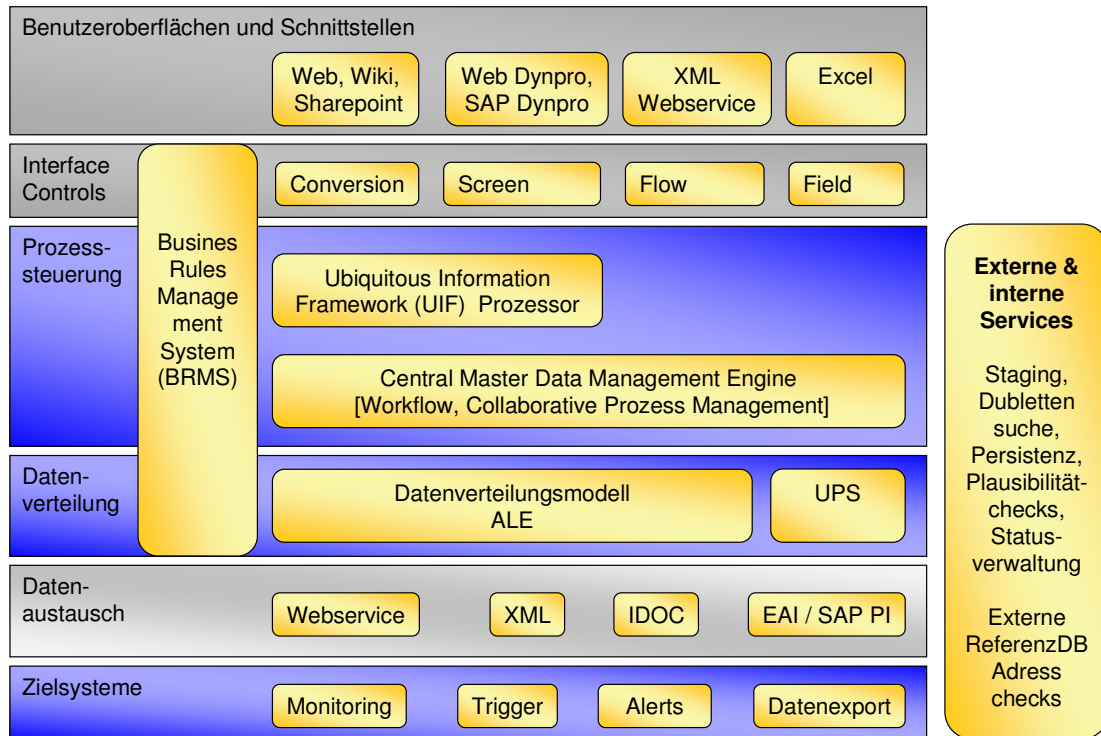 Benutzeroberflächen und Schnittstellen
Web, Wiki,
Sharepoint
Web Dynpro,
SAP Dynpro
XML
Webservice
Excel
Interface
Controls
Conversion
Screen
Flow
Field
Busines
Rules
Manage
ment
System
(BRMS)
Prozess-
steuerung
Ubiquitous Information
Framework (UIF) Prozessor
Central Master Data Management Engine
[Workflow, Collaborative Prozess Management]
Daten-
verteilung
Datenverteilungsmodell
ALE
UPS
Daten-
austausch
Webservice
XML
IDOC
EAI / SAP PI
Zielsysteme
Monitoring
Trigger
Alerts
Datenexport
Externe &
interne
Services
Staging,
Dubletten
suche,
Persistenz,
Plausibilität-
checks,
Status-
verwaltung
Externe
ReferenzDB
Adress
checks